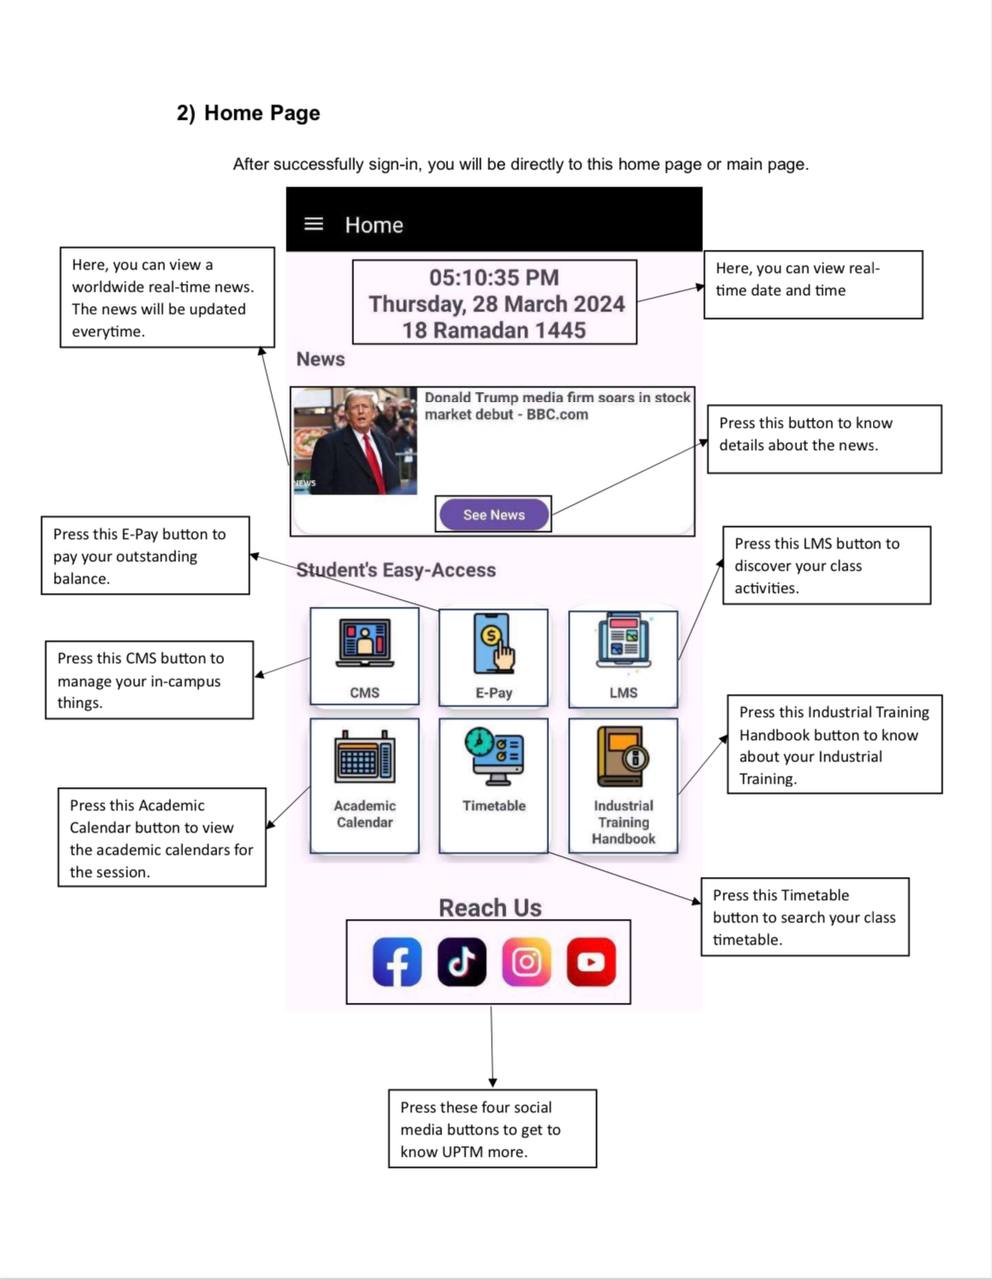 2) Home Page
After successfully sign-in, you will be directly to this home page or main page.
Home
Here, you can view a
worldwide real-time news.
The news will be updated
everytime.
05:10:35 PM
Thursday, 28 March 2024
18 Ramadan 1445
Here, you can view real-
time date and time
News
Donald Trump media firm soars in stock
market debut - BBC.com
NEWS
See News
Press this button to know
details about the news.
Press this E-Pay button to
pay your outstanding
balance.
Student's Easy-Access
Press this LMS button to
discover your class
activities.
CMS
E-Pay
LMS
Press this CMS button to
manage your in-campus
things.
Press this Industrial Training
Handbook button to know
about your Industrial
Training.
Academic
Calendar
Timetable
Industrial
Training
Handbook
Press this Academic
Calendar button to view
the academic calendars for
the session.
Press this Timetable
button to search your class
timetable.
Reach Us
Press these four social
media buttons to get to
know UPTM more.